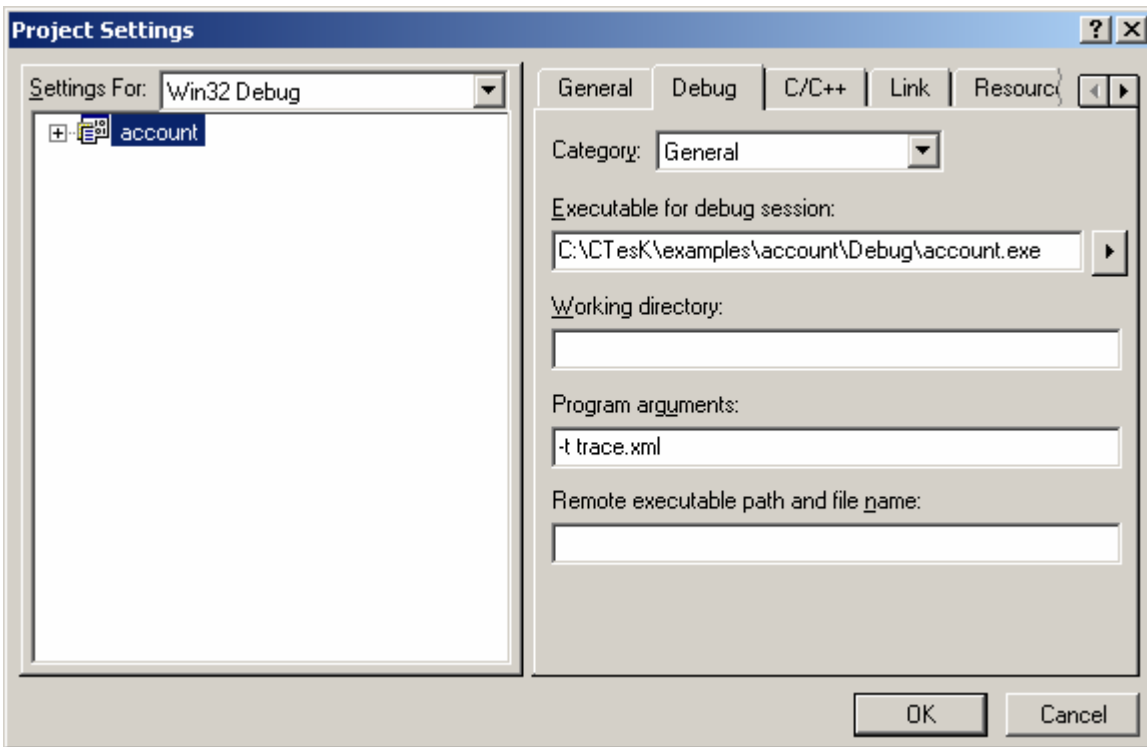 Project Settings
Settings For: Win32 Debug
account
General Debug C/C++ Link Resourc
Category: General
Executable for debug session:
C:\CTesK\examples\account\Debug\account.exe
Working directory:
Program arguments:
-t trace.xml
Remote executable path and file name:
OK Cancel